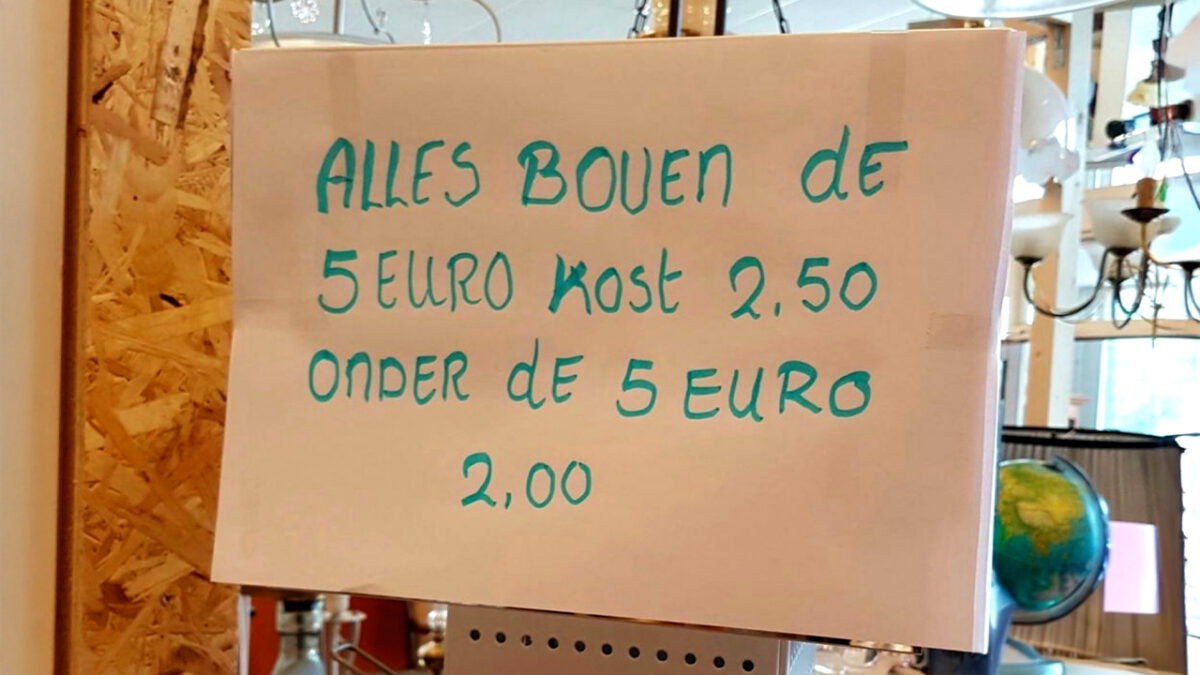 ALLES BOVEN dE
5 EURO KOSt 2.50
ONDER dE 5 EURO
2,00